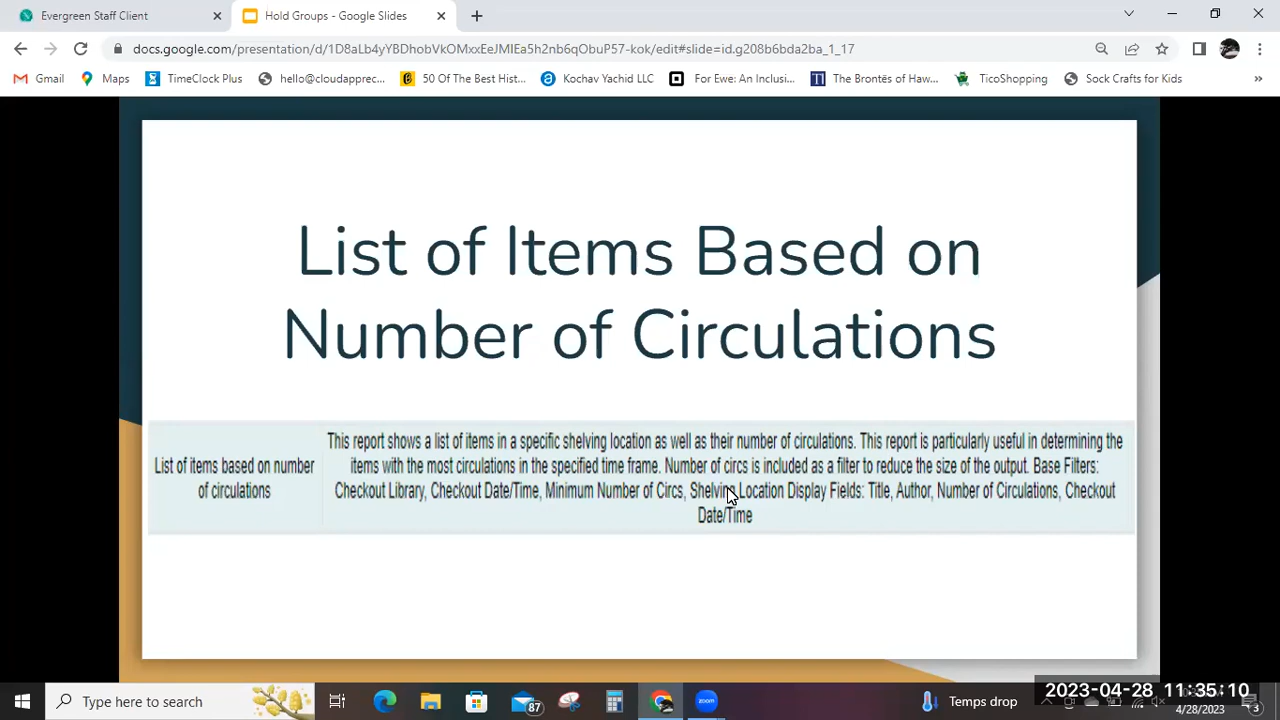 Evergreen Staff Client
Hold Groups - Google Slides
docs.google.com/presentation/d/1D8aLb4yYBDhobVkOMxxEeJMIEa5h2nb6qObuP57-kok/edit#slide=id.g208b6bda2ba_1_17
Gmail Maps TimeClock Plus hello@cloudapprec... 50 Of The Best Hist... Kochav Yachid LLC For Ewe: An Inclusi... The Brontës of Haw... TicoShopping Sock Crafts for Kids »
List of Items Based on
Number of Circulations
List of items based on number
of circulations
This report shows a list of items in a specific shelving location as well as their number of circulations. This report is particularly useful in determining the
items with the most circulations in the specified time frame. Number of circs is included as a filter to reduce the size of the output. Base Filters:
Checkout Library, Checkout Date/Time, Minimum Number of Circs, Shelving Location Display Fields: Title, Author, Number of Circulations, Checkout
Date/Time
Type here to search
87
zoom
Temps drop
2023-04-28 11:35:10
4/28/2023
3